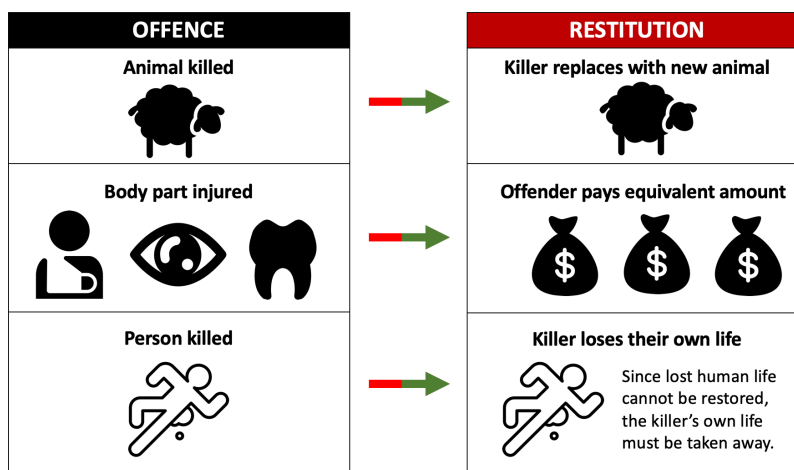 OFFENCE
RESTITUTION
Animal killed
Killer replaces with new animal
Body part injured
Offender pays equivalent amount
$ $ $
Person killed
Killer loses their own life
Since lost human life
cannot be restored,
the killer’s own life
must be taken away.